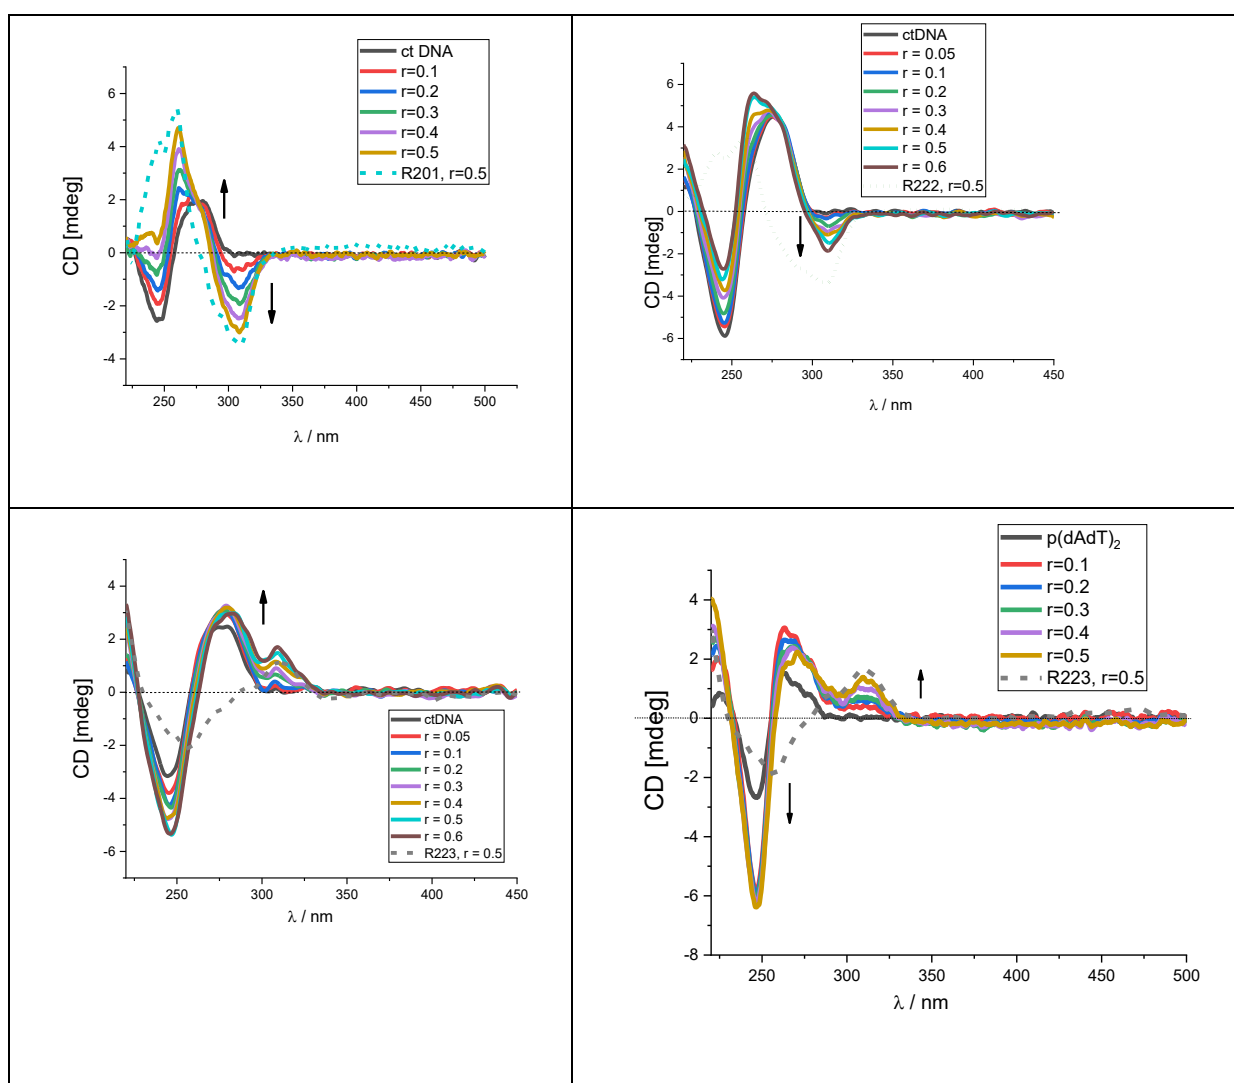 ct DNA
r=0.1
r=0.2
r=0.3
r=0.4
r=0.5
R201, r=0.5
6
4
2
0
-2
-4
CD [mdeg]
250 300 350 400 450 500
λ / nm
ctDNA
r = 0.05
r = 0.1
r = 0.2
r = 0.3
r = 0.4
r = 0.5
r = 0.6
R222, r=0.5
6
4
2
0
-2
-4
-6
CD [mdeg]
250 300 350 400 450
λ / nm
4
2
0
-2
-4
-6
CD [mdeg]
ctDNA
r = 0.05
r = 0.1
r = 0.2
r = 0.3
r = 0.4
r = 0.5
r = 0.6
R223, r = 0.5
250 300 350 400 450
λ / nm
p(dAdT)₂
r=0.1
r=0.2
r=0.3
r=0.4
r=0.5
R223, r=0.5
4
2
0
-2
-4
-6
-8
CD [mdeg]
250 300 350 400 450 500
λ / nm